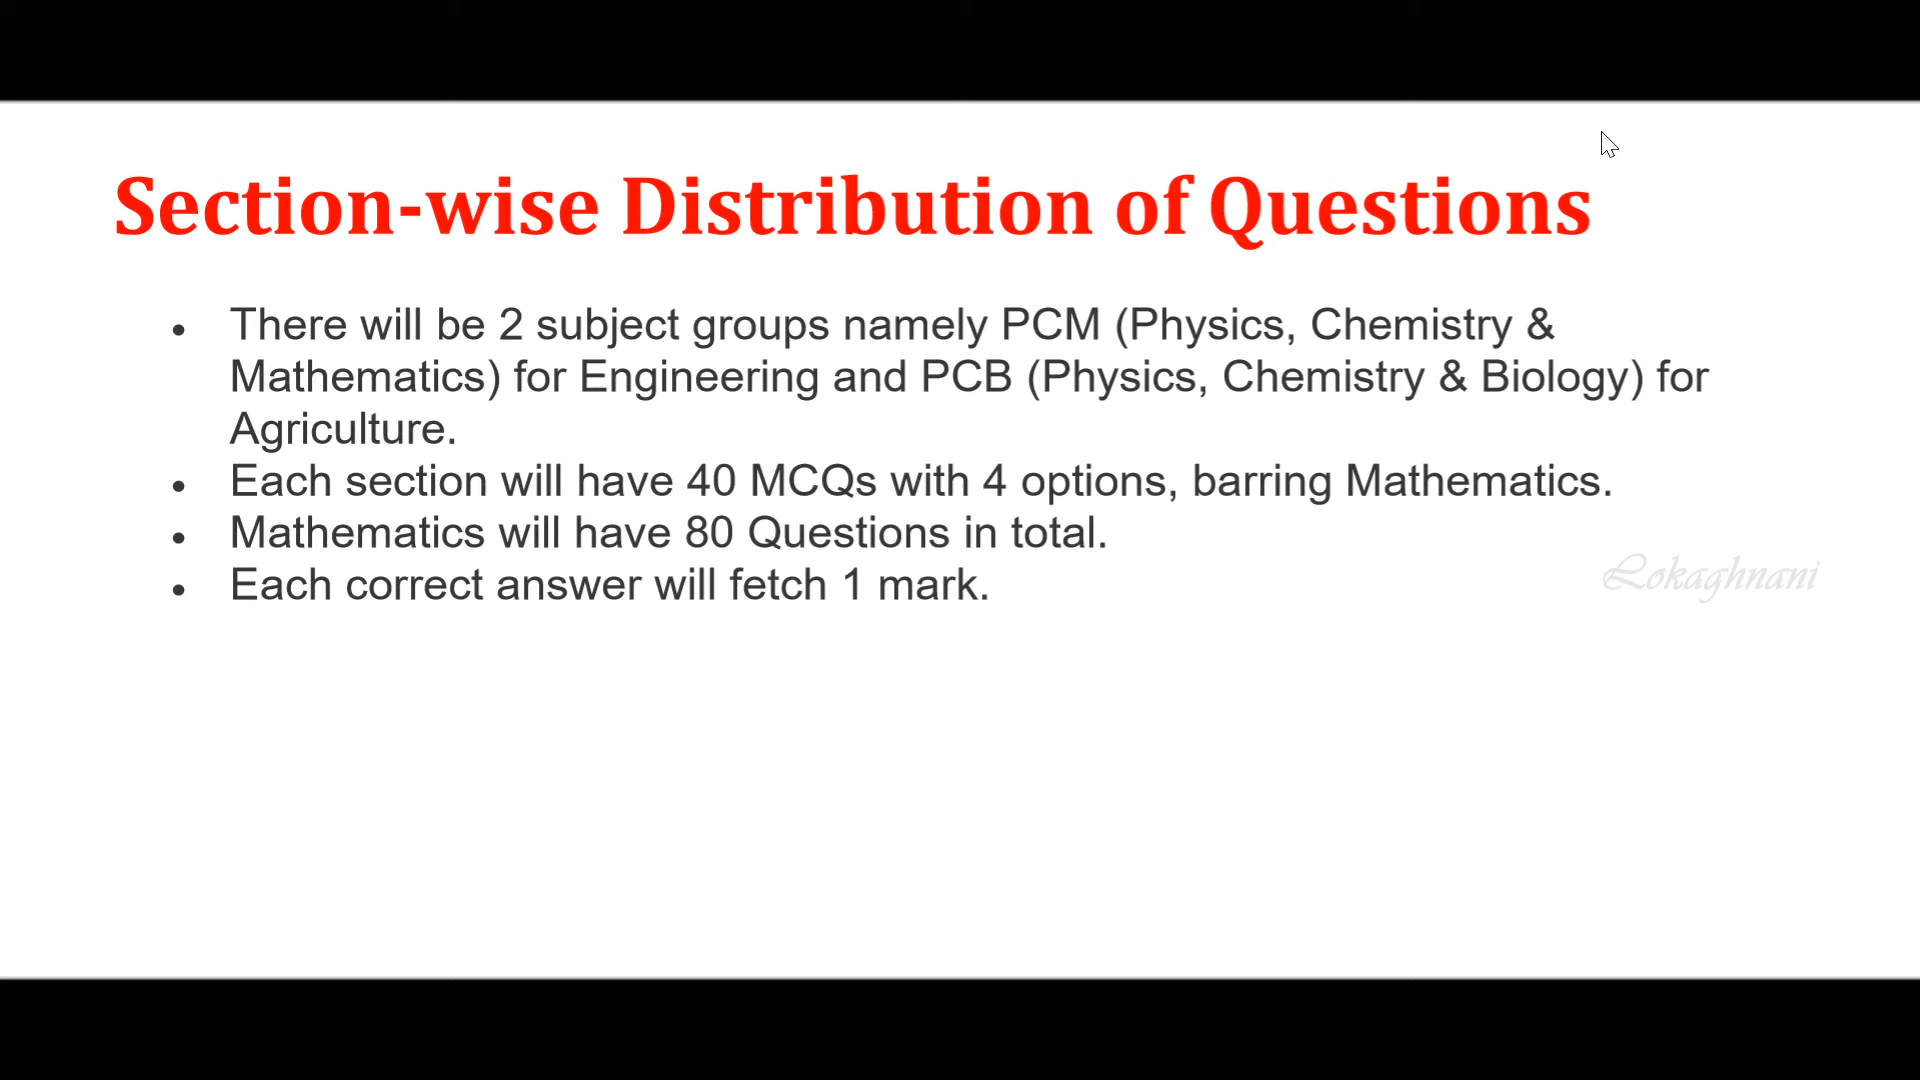 Section-wise Distribution of Questions
• There will be 2 subject groups namely PCM (Physics, Chemistry &
Mathematics) for Engineering and PCB (Physics, Chemistry & Biology) for
Agriculture.
• Each section will have 40 MCQs with 4 options, barring Mathematics.
• Mathematics will have 80 Questions in total.
• Each correct answer will fetch 1 mark.
Lokaghnani